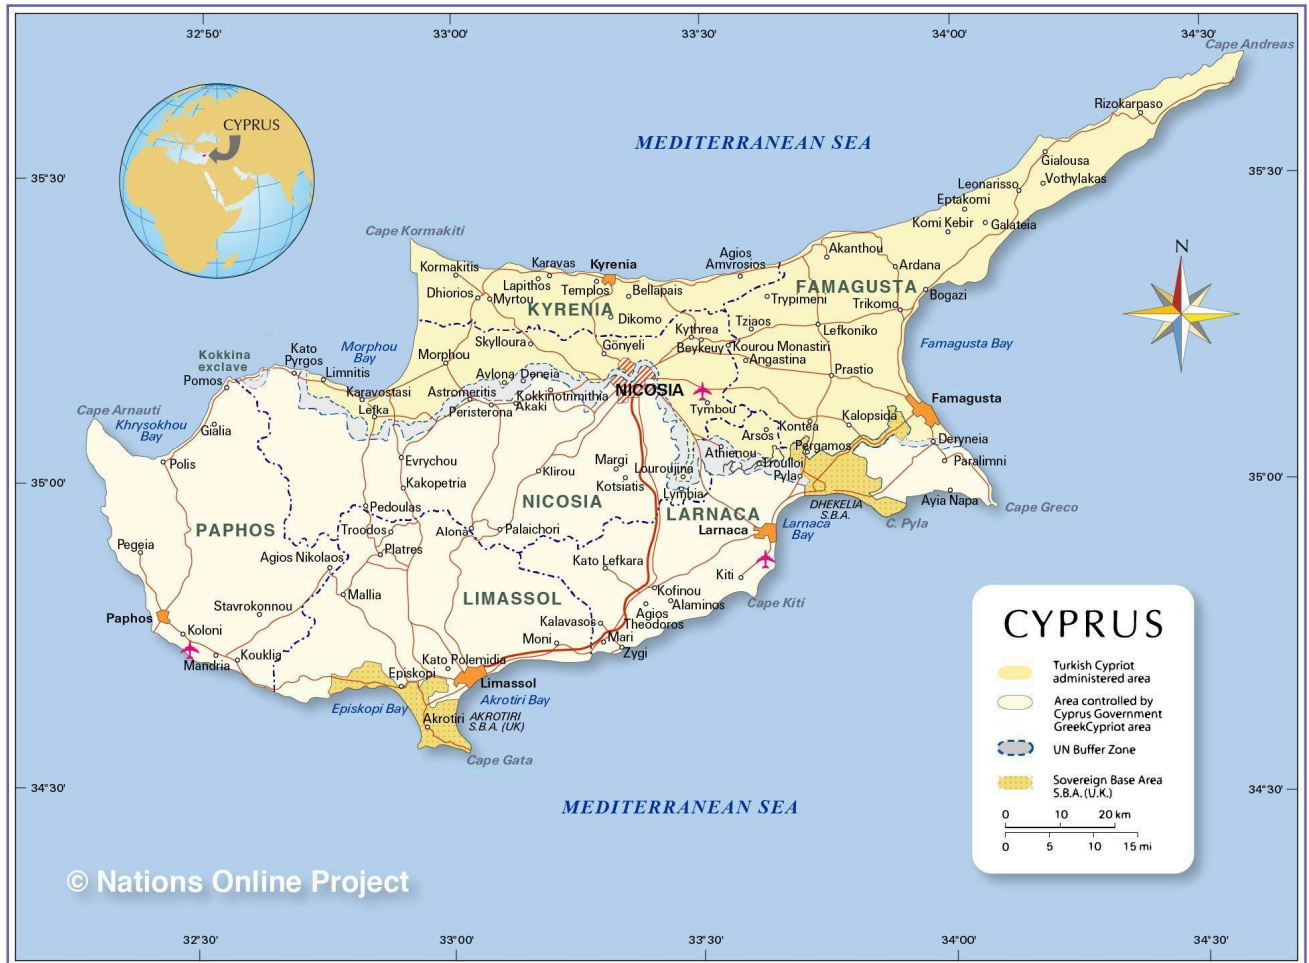 32°50'
33°00'
33°30'
34°00'
34°30'
Cape Andreas
Rizokarpaso
CYPRUS
MEDITERRANEAN SEA
Gialousa
35°30'
35°30'
Vothylakas
Leonarisso
Eptakomi
Komi Kebir
Galateia
Cape Kormakiti
N
Akanthou
Agios
Amvrosios
Kormakitis
Karavas
Kyrenia
Ardana
Lapithos
Templos
Bellapais
FAMAGUSTA
Dhiorios
Myrtou
Trypimeni
Trikomo
Bogazi
KYRENIA
Dikomo
Kythrea
Tziaos
Lefkoniko
Skylloura
Gönyeli
Beykeuy
Kourou Monastiri
Famagusta Bay
Morphou
Bay
Kato
Pyrgos
Kokkina
exclave
Morphou
Angastina
Limnitis
Prastio
Pomos
Avlona
Deneia
NICOSIA
Karavostasi
Astromeritis
Kokkinotrimithia
Famagusta
Lefka
Peristerona
Akaki
Tymbou
Cape Arnauti
Khrysokhou
Bay
Kalopsida
Gialia
Kontea
Arsos
Deryneia
Pergamos
Athienou
Polis
Evrychou
Margi
Louroujina
Troulloi
Paralimni
Klirou
Pyla
Kakopetria
Kotsiatis
Lymbia
Ayia Napa
35°00'
35°00'
NICOSIA
DHEKELIA
S.B.A.
Cape Greco
Pedoulas
LARNACA
C. Pyla
PAPHOS
Troodos
Alona
Palaichori
Larnaca
Larnaca
Bay
Pegeia
Platres
Agios Nikolaos
Kato Lefkara
Kiti
Mallia
Kofinou
LIMASSOL
Alaminos
Cape Kiti
Stavrokonnou
Agios
Theodoros
Paphos
Kalavasos
Koloni
Moni
Mari
Zygi
Mandria
Kouklia
Kato Polemidia
Episkopi
Limassol
Episkopi Bay
Akrotiri Bay
Akrotiri
AKROTIRI
S.B.A. (UK)
Cape Gata
CYPRUS
Turkish Cypriot
administered area
Area controlled by
Cyprus Government
GreekCypriot area
UN Buffer Zone
Sovereign Base Area
S.B.A. (U.K.)
0 10 20 km
0 5 10 15 mi
34°30'
34°30'
MEDITERRANEAN SEA
© Nations Online Project
32°30'
33°00'
33°30'
34°00'
34°30'